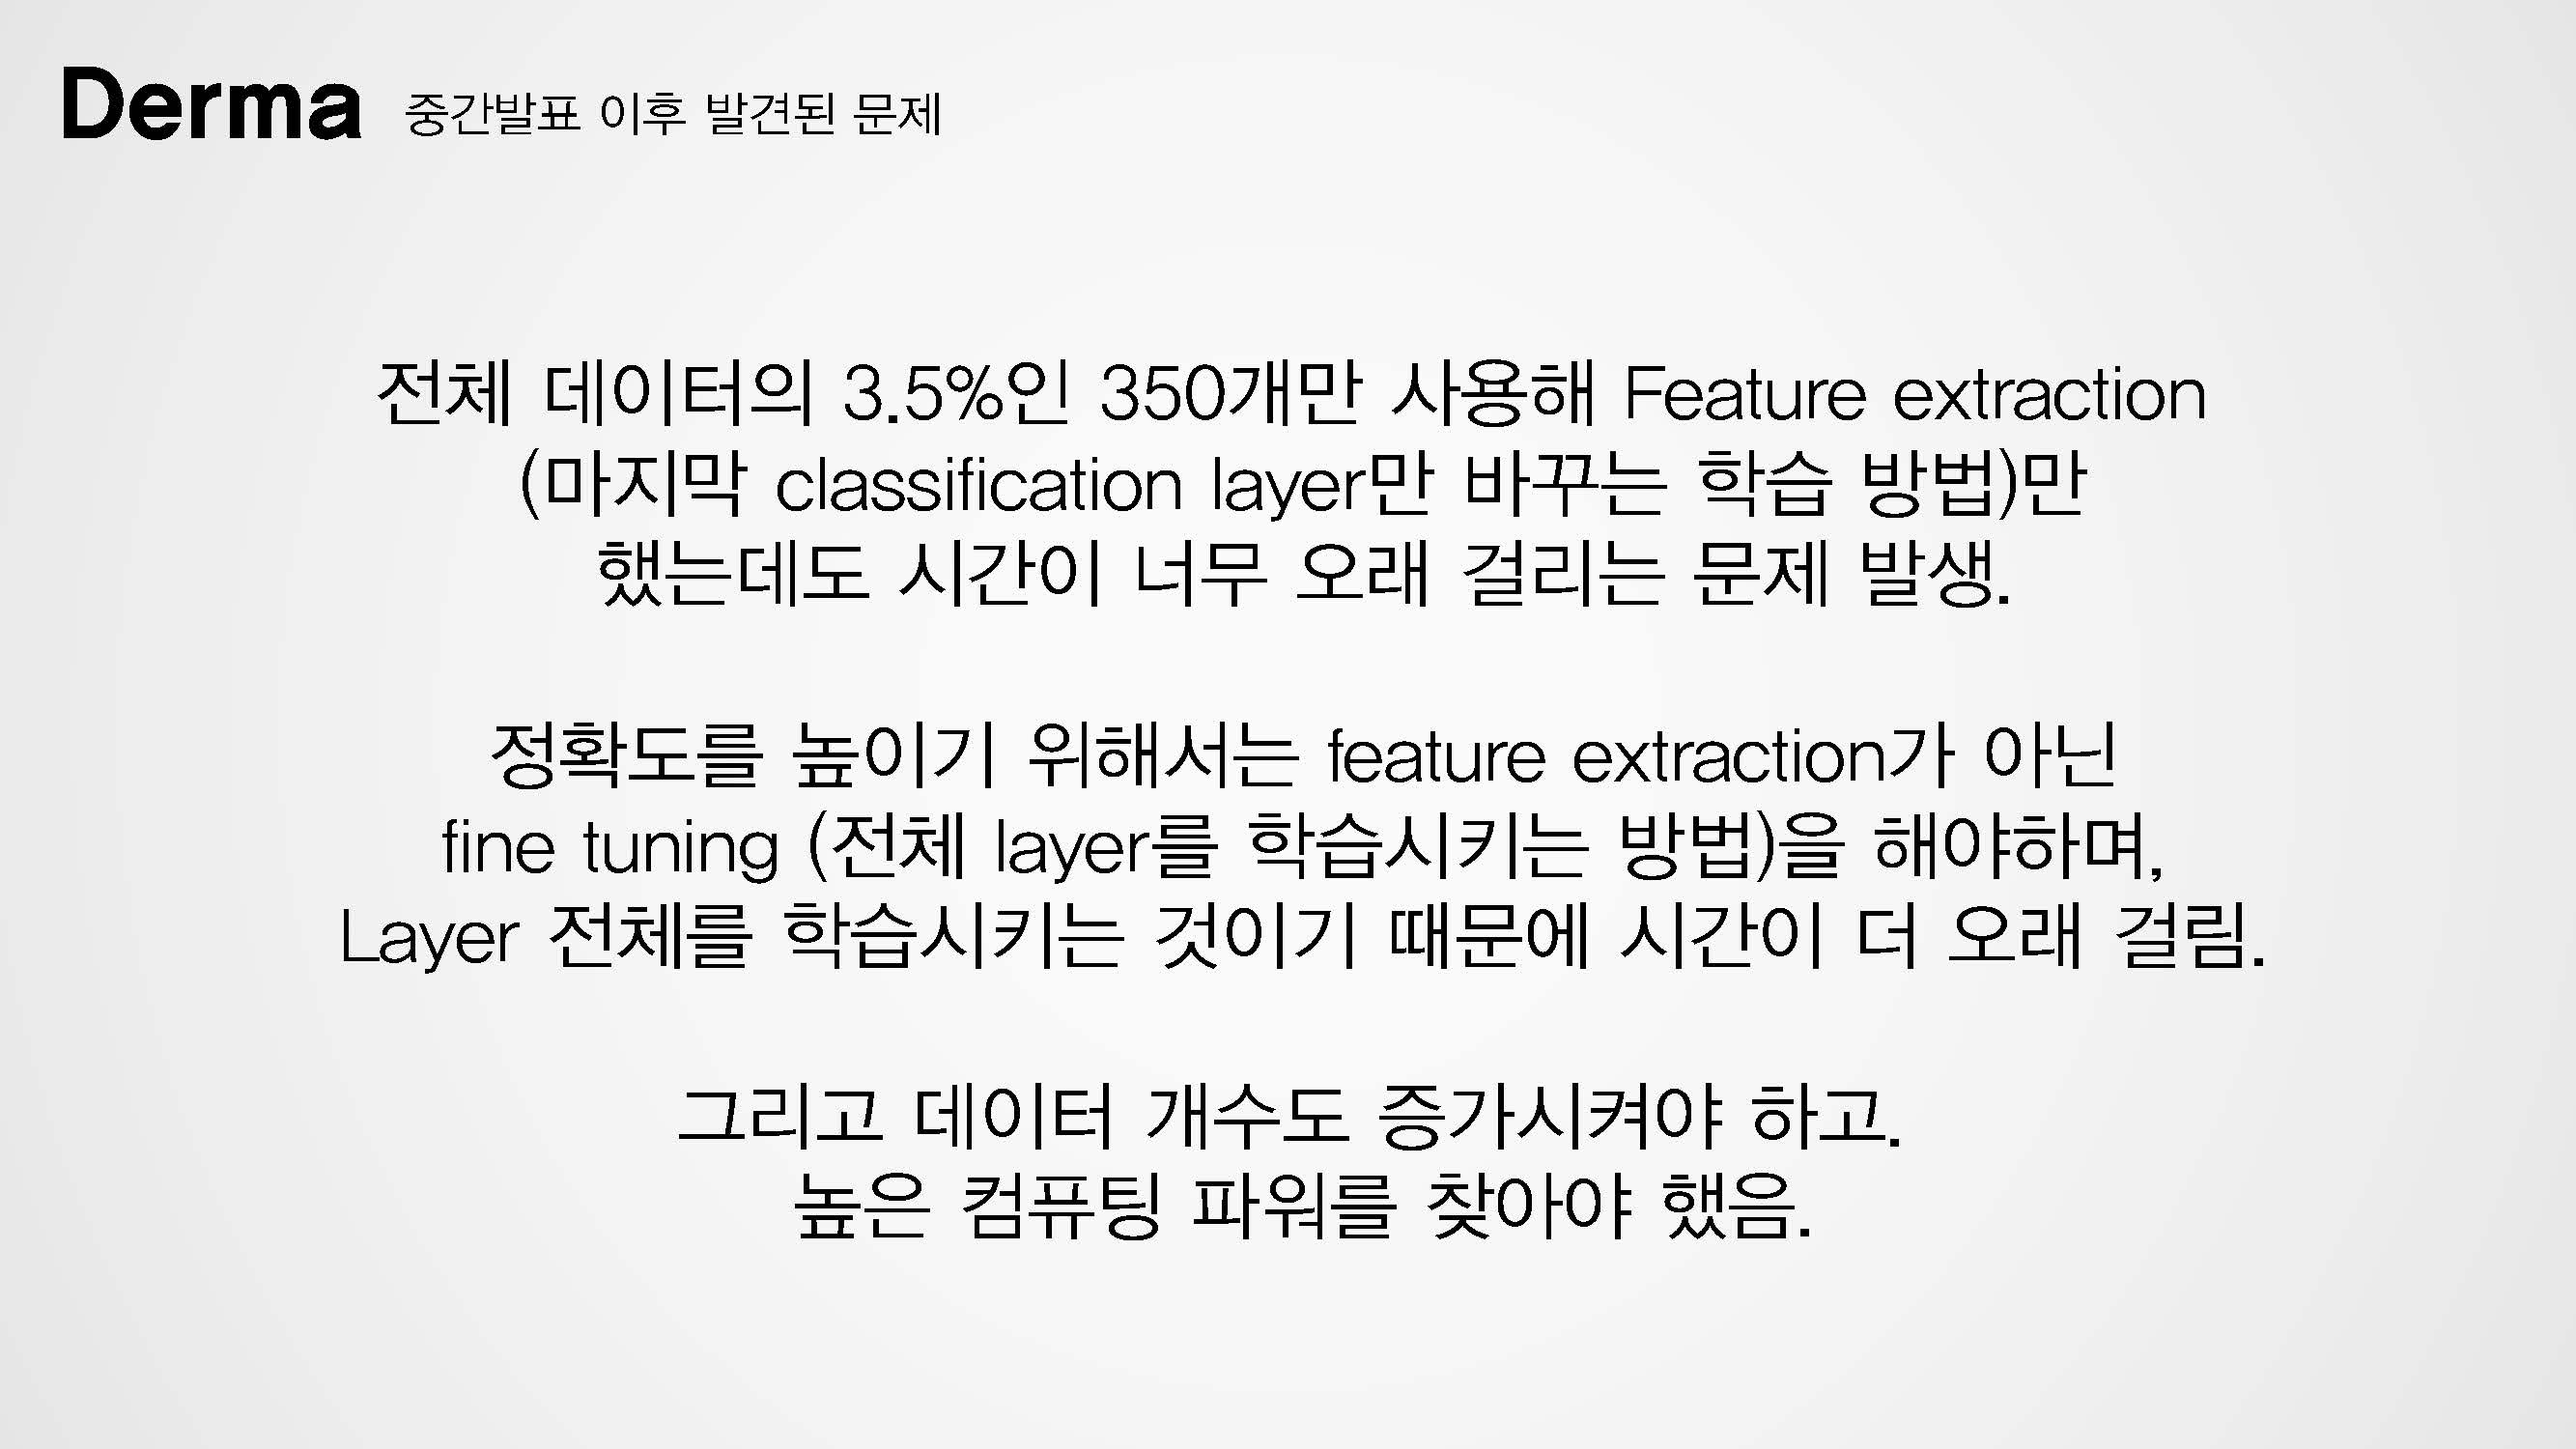 Derma 중간발표 이후 발견된 문제
전체 데이터의 3.5%인 350개만 사용해 Feature extraction
(마지막 classification layer만 바꾸는 학습 방법)만
했는데도 시간이 너무 오래 걸리는 문제 발생.
정확도를 높이기 위해서는 feature extraction가 아닌
fine tuning (전체 layer를 학습시키는 방법)을 해야하며,
Layer 전체를 학습시키는 것이기 때문에 시간이 더 오래 걸림.
그리고 데이터 개수도 증가시켜야 하고.
높은 컴퓨팅 파워를 찾아야 했음.